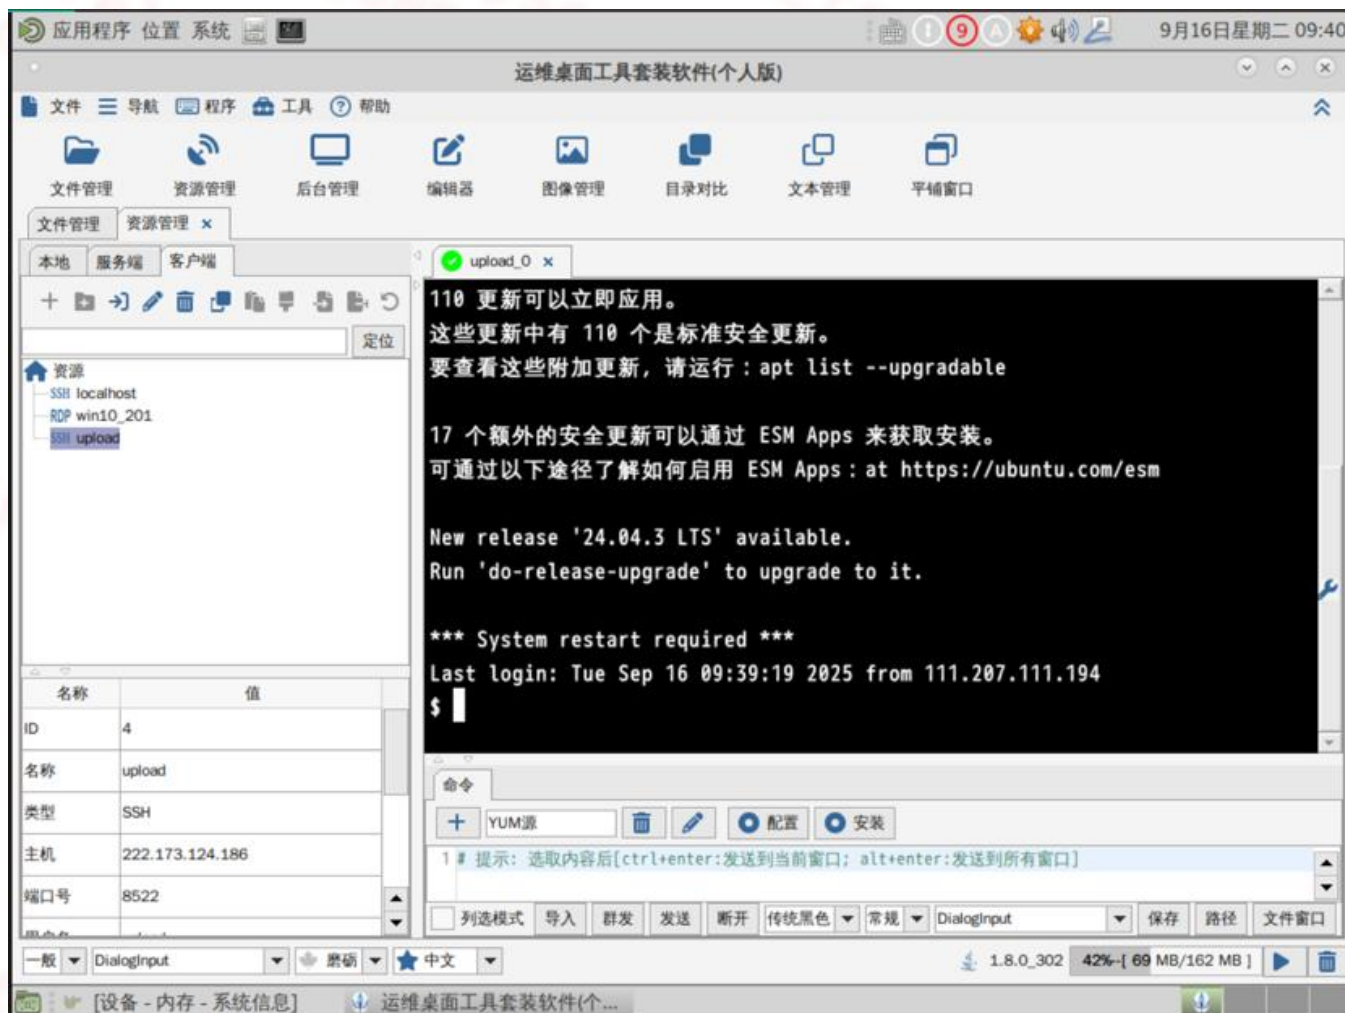 应用程序 位置 系统
9
9月16日星期二 09:40
运维桌面工具套装软件(个人版)
文件 导航 程序 工具 帮助
文件管理 资源管理 后台管理 编辑器 图像管理 目录对比 文本管理 平铺窗口
文件管理 资源管理
本地 服务端 客户端
定位
资源
SSH localhost
RDP win10_201
SSH upload
名称 值
ID 4
名称 upload
类型 SSH
主机 222.173.124.186
端口号 8522
upload_0
110 更新可以立即应用。
这些更新中有 110 个是标准安全更新。
要查看这些附加更新，请运行：apt list --upgradable
17 个额外的安全更新可以通过 ESM Apps 来获取安装。
可通过以下途径了解如何启用 ESM Apps：at https://ubuntu.com/esm
New release '24.04.3 LTS' available.
Run 'do-release-upgrade' to upgrade to it.
*** System restart required ***
Last login: Tue Sep 16 09:39:19 2025 from 111.207.111.194
$
命令
YUM源 配置 安装
1 # 提示: 选取内容后[ctrl+enter:发送到当前窗口; alt+enter:发送到所有窗口]
列选模式 导入 群发 发送 断开 传统黑色 常规 DialogInput 保存 路径 文件窗口
一般 DialogInput 磨砺 中文 1.8.0_302 42%-[ 69 MB/162 MB ]
[设备 - 内存 - 系统信息] 运维桌面工具套装软件(个...